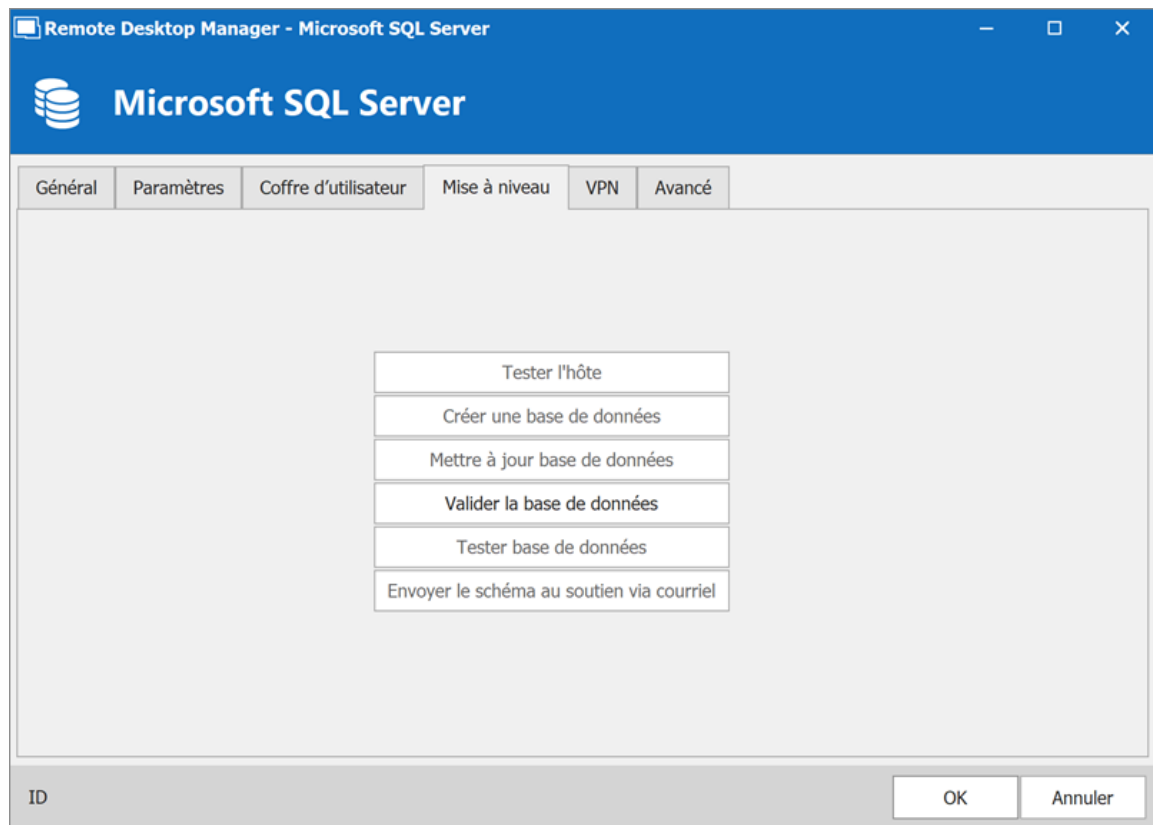 Remote Desktop Manager - Microsoft SQL Server
Microsoft SQL Server
Général Paramètres Coffre d’utilisateur Mise à niveau VPN Avancé
Tester l'hôte
Créer une base de données
Mettre à jour base de données
Valider la base de données
Tester base de données
Envoyer le schéma au soutien via courriel
ID OK Annuler